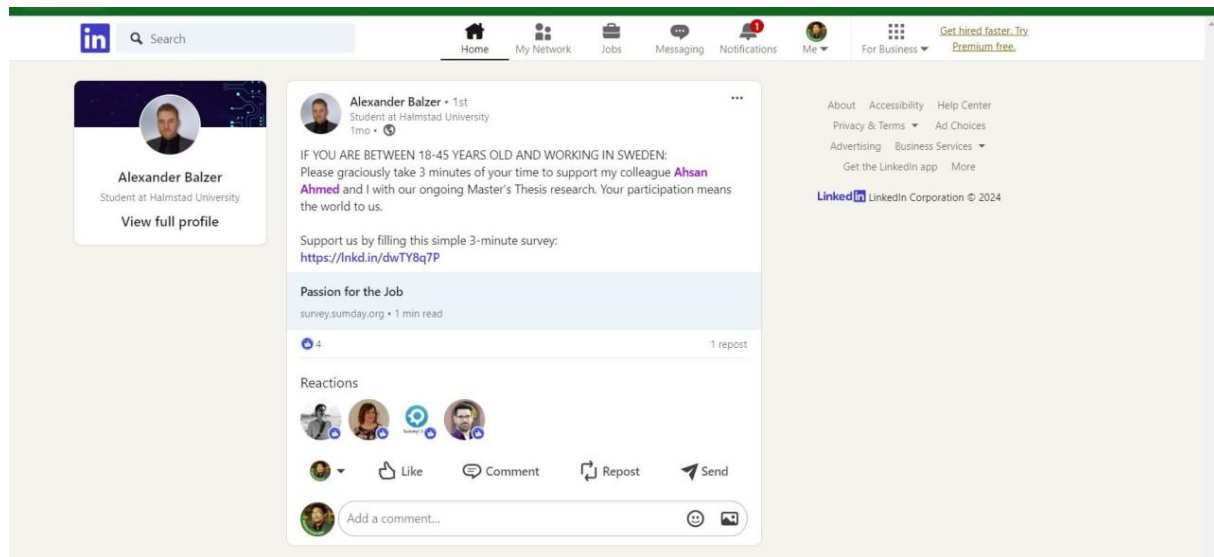 in
Search
Home
My Network
Jobs
Messaging
1
Notifications
Me
For Business
Get hired faster. Try
Premium free.
Alexander Balzer
Student at Halmstad University
View full profile
Alexander Balzer • 1st
Student at Halmstad University
1mo •
IF YOU ARE BETWEEN 18-45 YEARS OLD AND WORKING IN SWEDEN:
Please graciously take 3 minutes of your time to support my colleague Ahsan
Ahmed and I with our ongoing Master's Thesis research. Your participation means
the world to us.
Support us by filling this simple 3-minute survey:
https://lnkd.in/dwTY8q7P
Passion for the Job
survey.sumday.org • 1 min read
4
1 repost
Reactions
Like
Comment
Repost
Send
Add a comment...
About Accessibility Help Center
Privacy & Terms Ad Choices
Advertising Business Services
Get the LinkedIn app More
Linked in LinkedIn Corporation © 2024